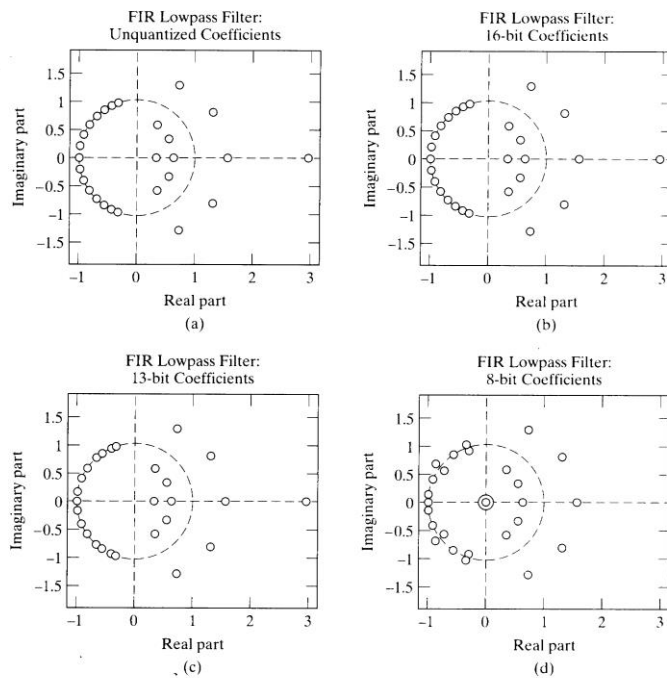 FIR Lowpass Filter:
Unquantized Coefficients
Imaginary part
1
0.5
0
−0.5
−1
−1.5
−1
0
1
2
3
Real part
(a)
FIR Lowpass Filter:
16-bit Coefficients
Imaginary part
1.5
1
0.5
0
−0.5
−1
−1.5
−1
0
1
2
3
Real part
(b)
FIR Lowpass Filter:
13-bit Coefficients
Imaginary part
1.5
1
0.5
0
−0.5
−1
−1.5
−1
0
1
2
3
Real part
(c)
FIR Lowpass Filter:
8-bit Coefficients
Imaginary part
1.5
1
0.5
0
−0.5
−1
−1.5
−1
0
1
2
3
Real part
(d)